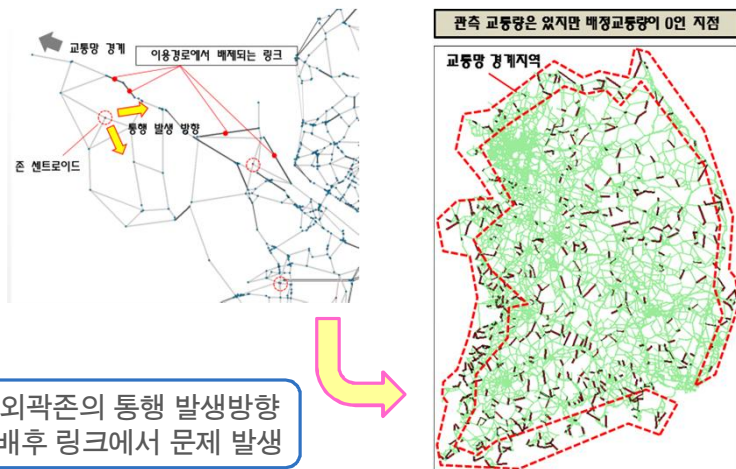 관측 교통량은 있지만 배정교통량이 0인 지점
교통망 경계
이용경로에서 배제되는 링크
통행 발생 방향
존 센트로이드
교통망 경계지역
외곽존의 통행 발생방향
배후 링크에서 문제 발생